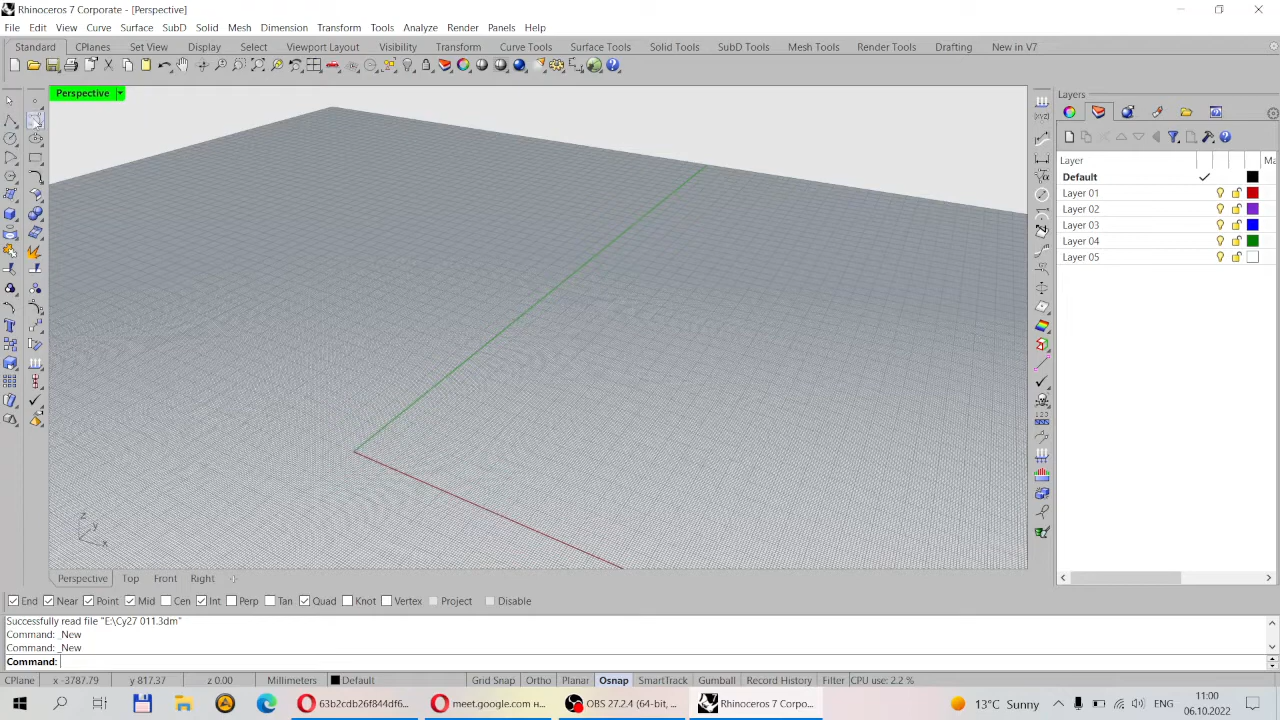 Rhinoceros 7 Corporate - [Perspective]
File Edit View Curve Surface SubD Solid Mesh Dimension Transform Tools Analyze Render Panels Help
Standard CPlanes Set View Display Select Viewport Layout Visibility Transform Curve Tools Surface Tools Solid Tools SubD Tools Mesh Tools Render Tools Drafting New in V7
Perspective
Layers
Layer Ma
Default
Layer 01
Layer 02
Layer 03
Layer 04
Layer 05
z
y
x
Perspective Top Front Right
End Near Point Mid Cen Int Perp Tan Quad Knot Vertex Project Disable
Successfully read file "E:\Cy27 011.3dm"
Command: _New
Command: _New
Command:
CPlane x -3787.79 y 817.37 z 0.00 Millimeters Default Grid Snap Ortho Planar Osnap SmartTrack Gumball Record History Filter CPU use: 2.2 %
63b2cdb26f844df6... meet.google.com н... OBS 27.2.4 (64-bit, ... Rhinoceros 7 Corpo... 13°C Sunny ENG 11:00
06.10.2022